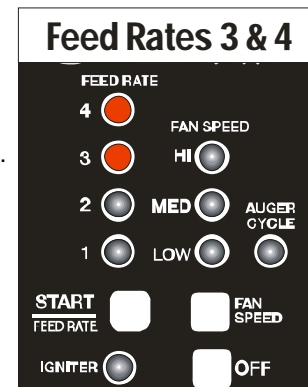 Feed Rates 3 & 4
FEED RATE
4
FAN SPEED
3
HI
2
MED
AUGER
CYCLE
1
LOW
START
FEED RATE
FAN
SPEED
IGNITER
OFF